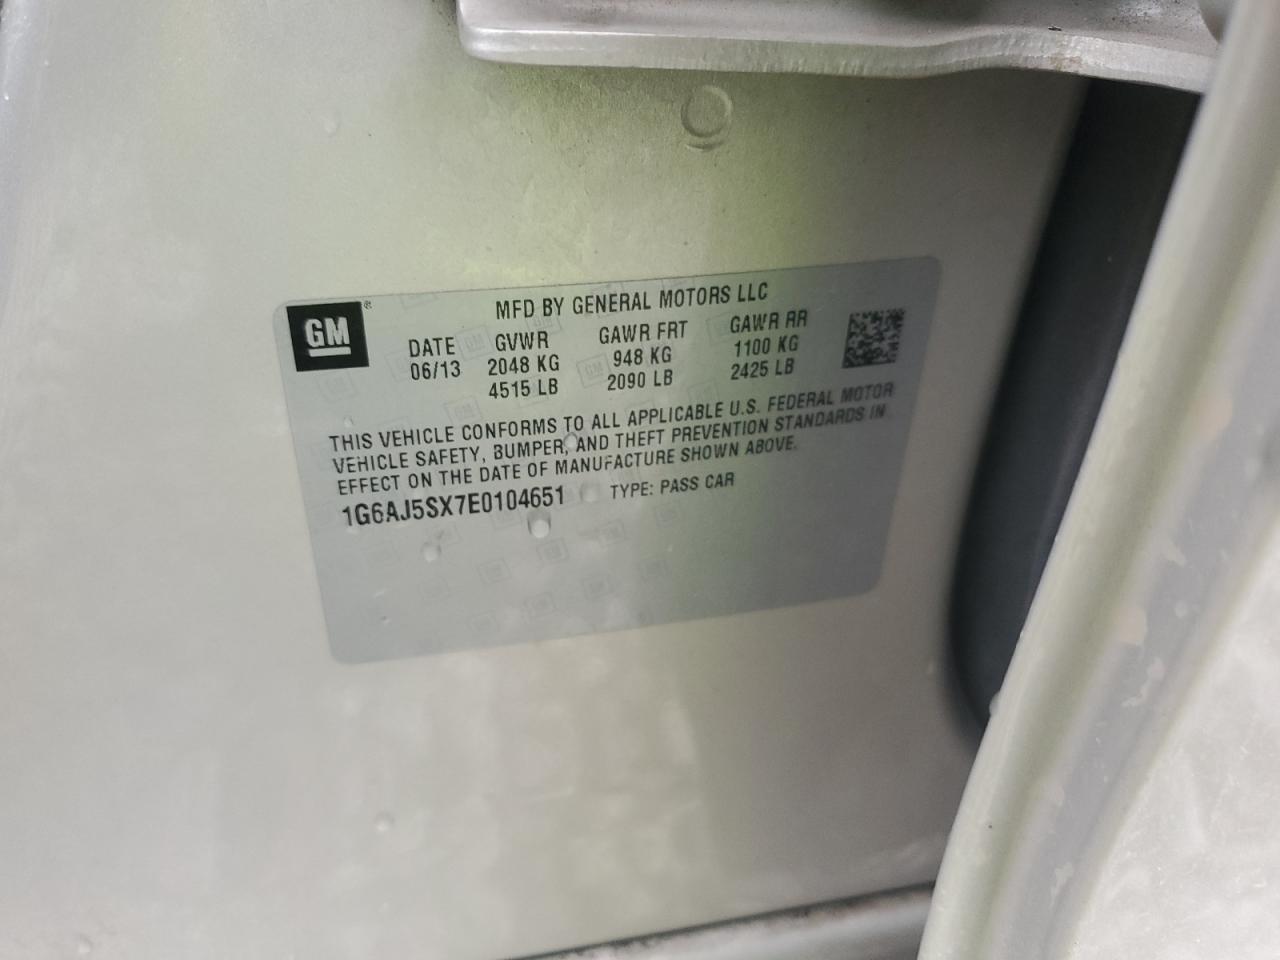 GM ®
MFD BY GENERAL MOTORS LLC
DATE GVWR GAWR FRT GAWR RR
06/13 2048 KG 948 KG 1100 KG
4515 LB 2090 LB 2425 LB
THIS VEHICLE CONFORMS TO ALL APPLICABLE U.S. FEDERAL MOTOR
VEHICLE SAFETY, BUMPER, AND THEFT PREVENTION STANDARDS IN
EFFECT ON THE DATE OF MANUFACTURE SHOWN ABOVE.
1G6AJ5SX7E0104651 TYPE: PASS CAR